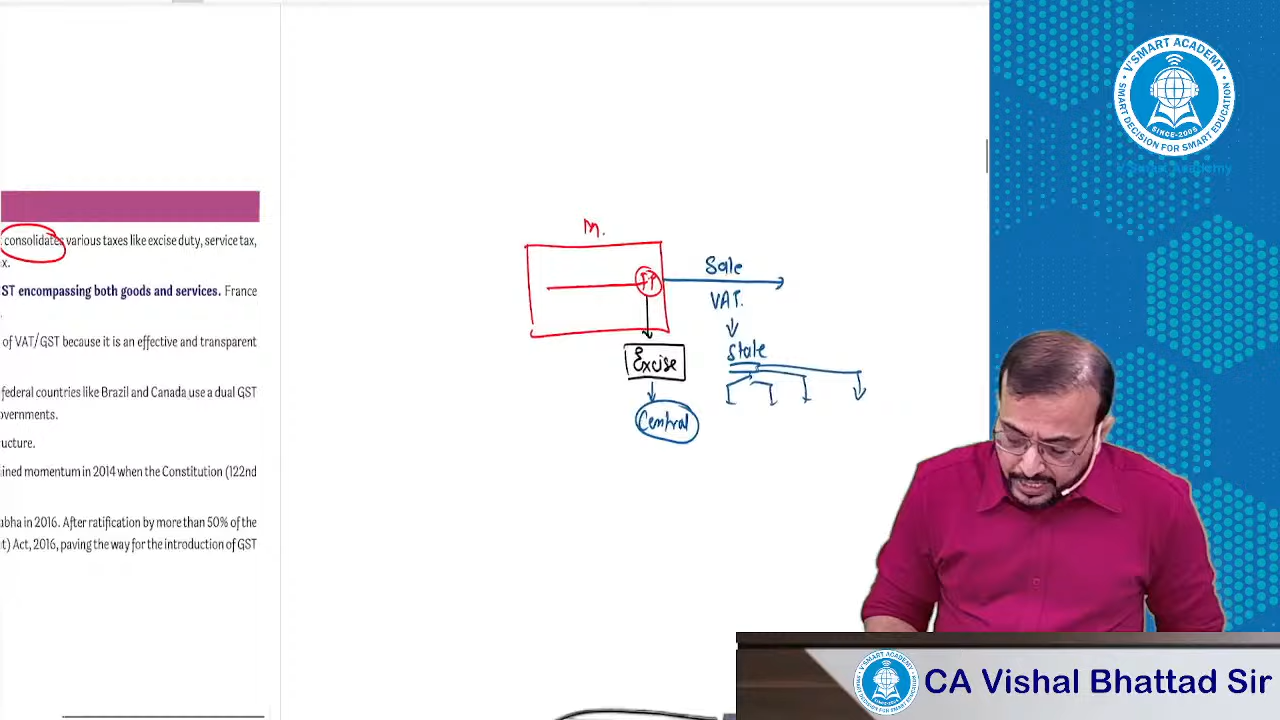 consolidates various taxes like excise duty, service tax,
x.
ST encompassing both goods and services. France
of VAT/GST because it is an effective and transparent
federal countries like Brazil and Canada use a dual GST
overnments.
ucture.
ined momentum in 2014 when the Constitution (122nd
ubha in 2016. After ratification by more than 50% of the
t) Act, 2016, paving the way for the introduction of GST
M.
FP
Sale
VAT.
State
Excise
Central
V'SMART ACADEMY
SINCE-2005
SMART DECISION FOR SMART EDUCATION
V'Smart Academy
CA Vishal Bhattad Sir